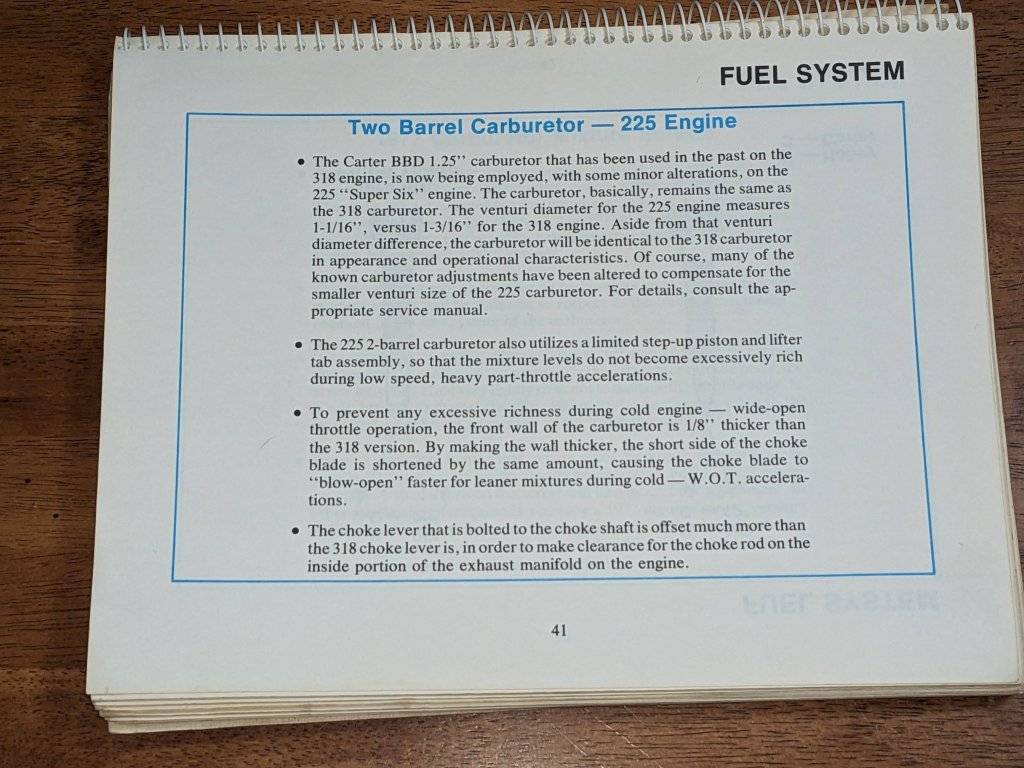 FUEL SYSTEM
Two Barrel Carburetor — 225 Engine
• The Carter BBD 1.25'' carburetor that has been used in the past on the
318 engine, is now being employed, with some minor alterations, on the
225 ‘‘Super Six’’ engine. The carburetor, basically, remains the same as
the 318 carburetor. The venturi diameter for the 225 engine measures
1-1/16’’, versus 1-3/16’’ for the 318 engine. Aside from that venturi
diameter difference, the carburetor will be identical to the 318 carburetor
in appearance and operational characteristics. Of course, many of the
known carburetor adjustments have been altered to compensate for the
smaller venturi size of the 225 carburetor. For details, consult the ap-
propriate service manual.
• The 225 2-barrel carburetor also utilizes a limited step-up piston and lifter
tab assembly, so that the mixture levels do not become excessively rich
during low speed, heavy part-throttle accelerations.
• To prevent any excessive richness during cold engine — wide-open
throttle operation, the front wall of the carburetor is 1/8’’ thicker than
the 318 version. By making the wall thicker, the short side of the choke
blade is shortened by the same amount, causing the choke blade to
‘‘blow-open’’ faster for leaner mixtures during cold — W.O.T. accelera-
tions.
• The choke lever that is bolted to the choke shaft is offset much more than
the 318 choke lever is, in order to make clearance for the choke rod on the
inside portion of the exhaust manifold on the engine.
FUEL SYSTEM
41